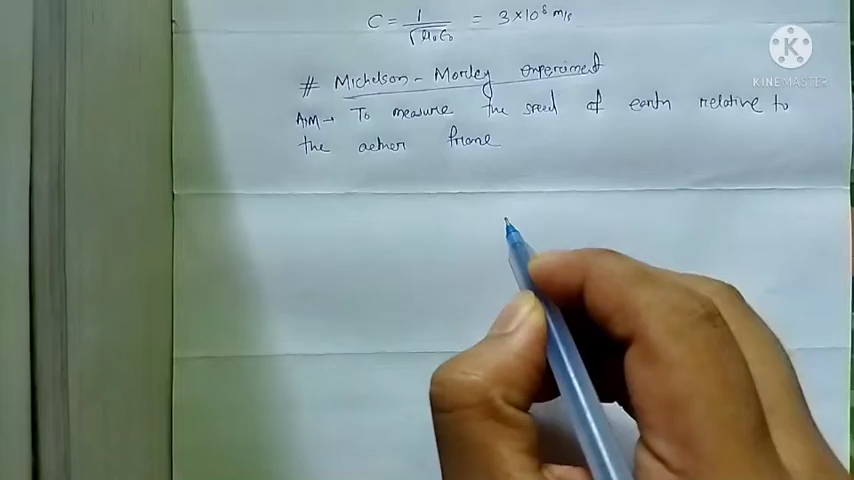 C = 1/√μ₀ε₀ = 3×10⁸ m/s
# Michelson - Morley experiment
AIM → To measure the speed of earth relative to
the aether frame
K
KINEMASTER